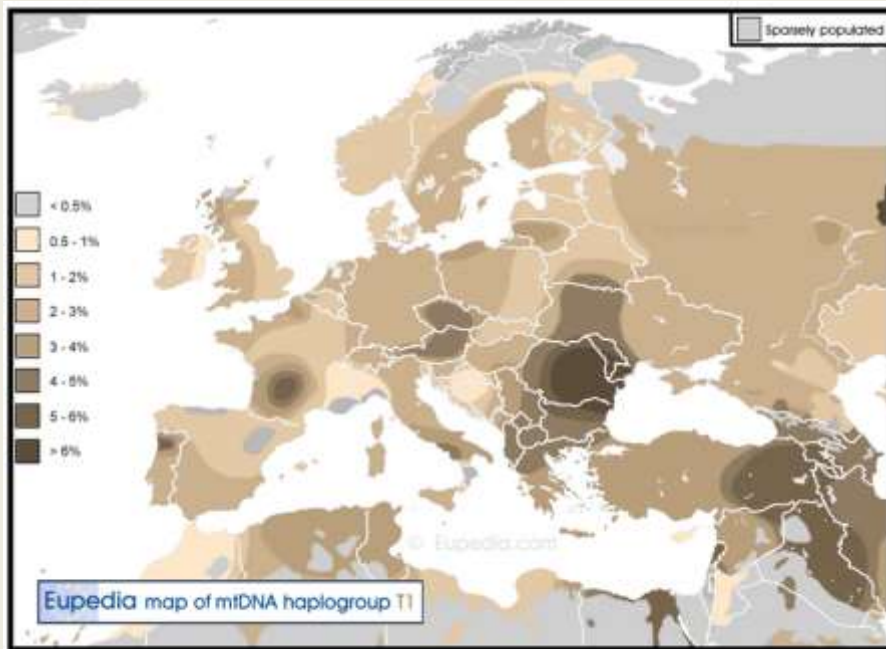 Sparsely populated
< 0.5%
0.5 - 1%
1 - 2%
2 - 3%
3 - 4%
4 - 5%
5 - 6%
> 6%
© Eupedia.com
Eupedia map of mtDNA haplogroup T1